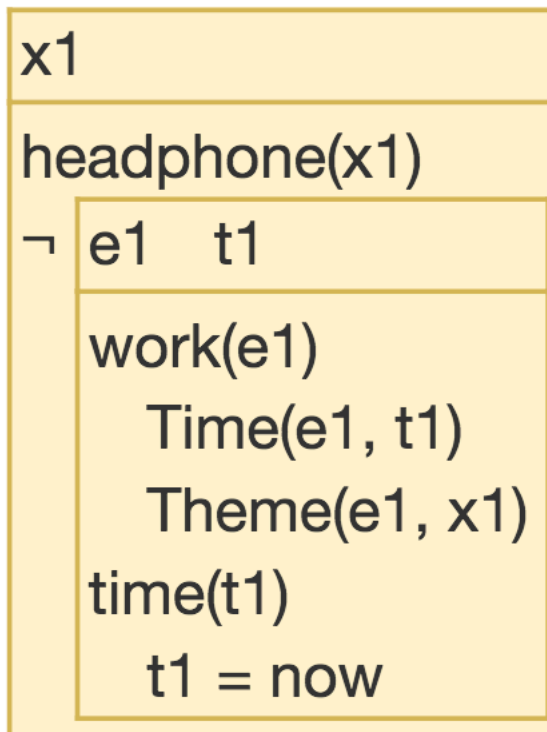 x1
headphone(x1)
¬ e1 t1
work(e1)
Time(e1, t1)
Theme(e1, x1)
time(t1)
t1 = now